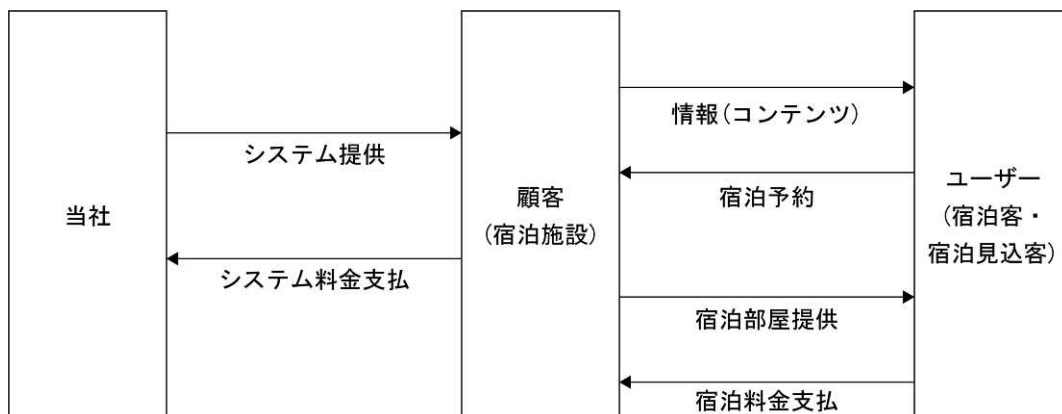 当社
システム提供
システム料金支払
顧客
(宿泊施設)
情報(コンテンツ)
宿泊予約
宿泊部屋提供
宿泊料金支払
ユーザー
(宿泊客・
宿泊見込客)